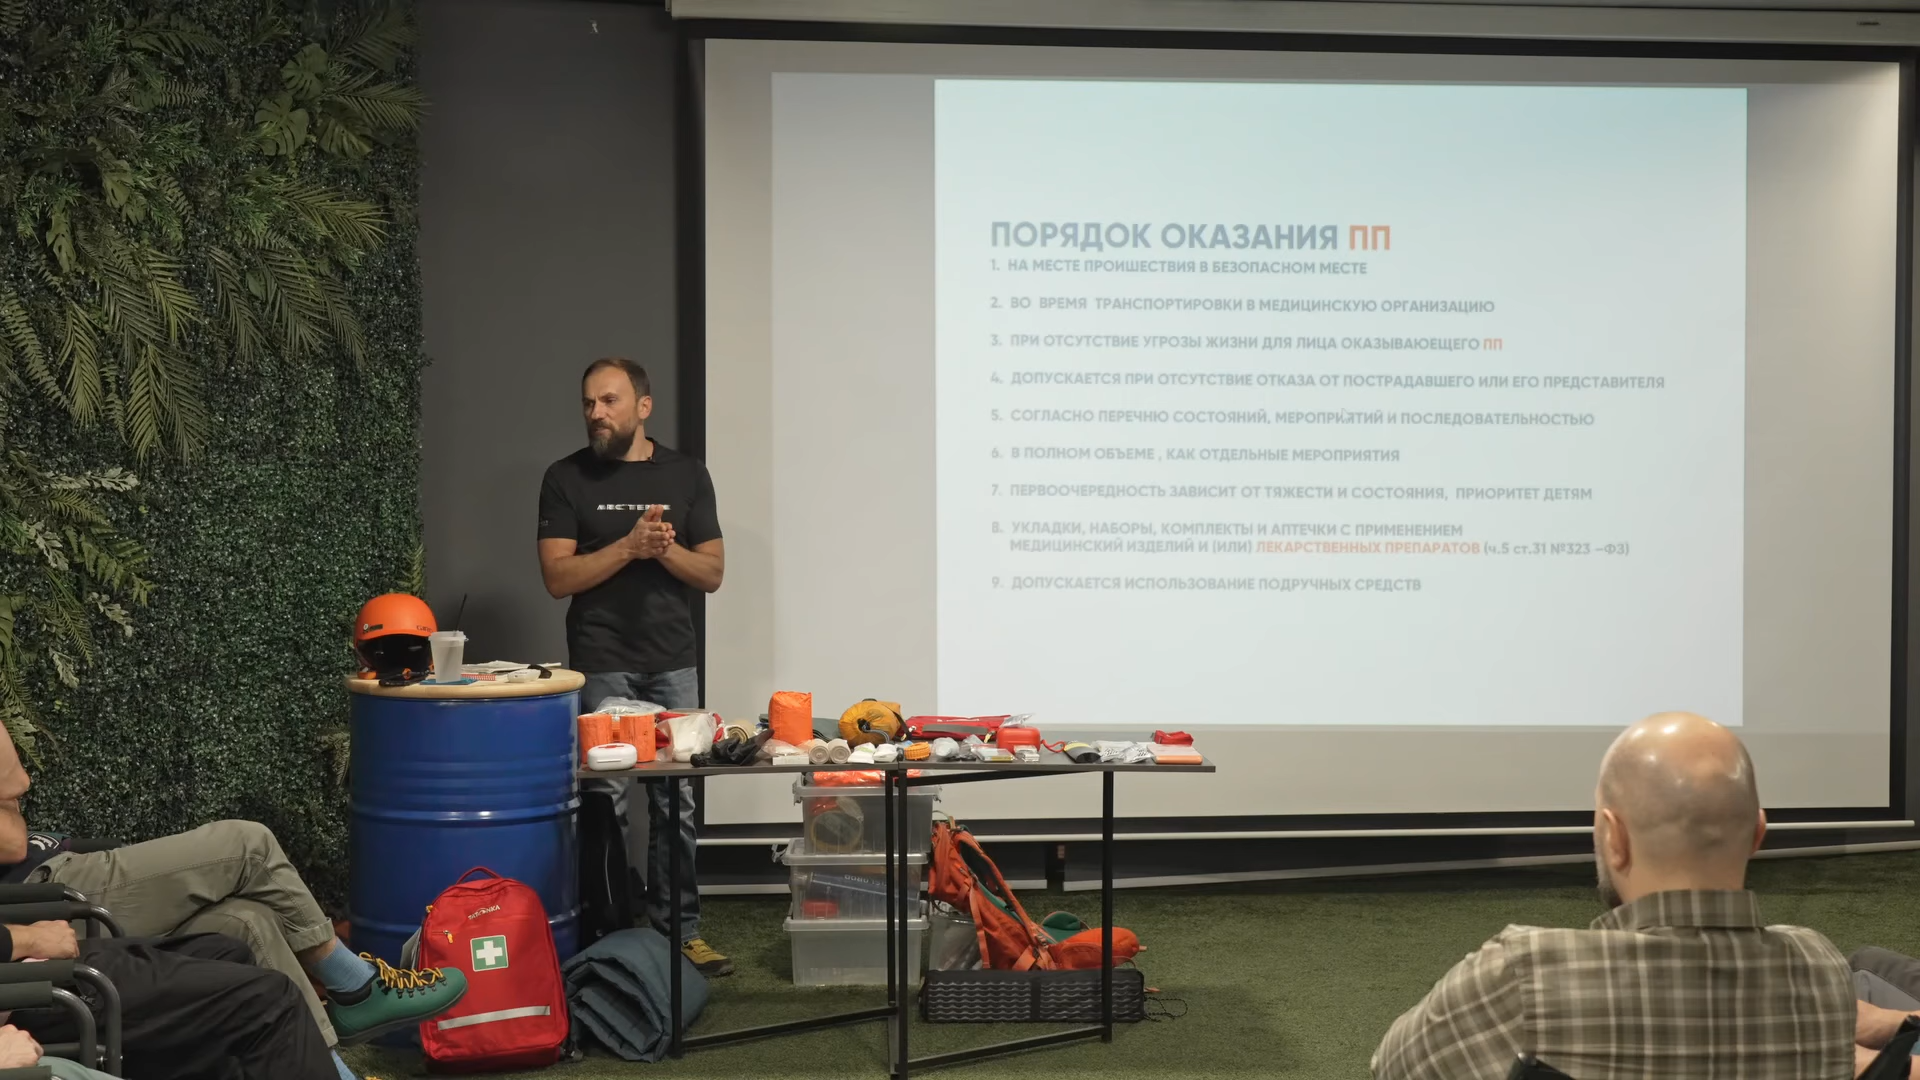 ПОРЯДОК ОКАЗАНИЯ ПП
1. НА МЕСТЕ ПРОИШЕСТВИЯ В БЕЗОПАСНОМ МЕСТЕ
2. ВО ВРЕМЯ ТРАНСПОРТИРОВКИ В МЕДИЦИНСКУЮ ОРГАНИЗАЦИЮ
3. ПРИ ОТСУТСТВИЕ УГРОЗЫ ЖИЗНИ ДЛЯ ЛИЦА ОКАЗЫВАЮЕЩЕГО ПП
4. ДОПУСКАЕТСЯ ПРИ ОТСУТСТВИЕ ОТКАЗА ОТ ПОСТРАДАВШЕГО ИЛИ ЕГО ПРЕДСТАВИТЕЛЯ
5. СОГЛАСНО ПЕРЕЧНЮ СОСТОЯНИЙ, МЕРОПРИЯТИЙ И ПОСЛЕДОВАТЕЛЬНОСТЬЮ
6. В ПОЛНОМ ОБЪЕМЕ , КАК ОТДЕЛЬНЫЕ МЕРОПРИЯТИЯ
7. ПЕРВООЧЕРЕДНОСТЬ ЗАВИСИТ ОТ ТЯЖЕСТИ И СОСТОЯНИЯ, ПРИОРИТЕТ ДЕТЯМ
8. УКЛАДКИ, НАБОРЫ, КОМПЛЕКТЫ И АПТЕЧКИ С ПРИМЕНЕНИЕМ
МЕДИЦИНСКИЙ ИЗДЕЛИЙ И (ИЛИ) ЛЕКАРСТВЕННЫХ ПРЕПАРАТОВ (ч.5 ст.31 №323 –ФЗ)
9. ДОПУСКАЕТСЯ ИСПОЛЬЗОВАНИЕ ПОДРУЧНЫХ СРЕДСТВ
TATONKA